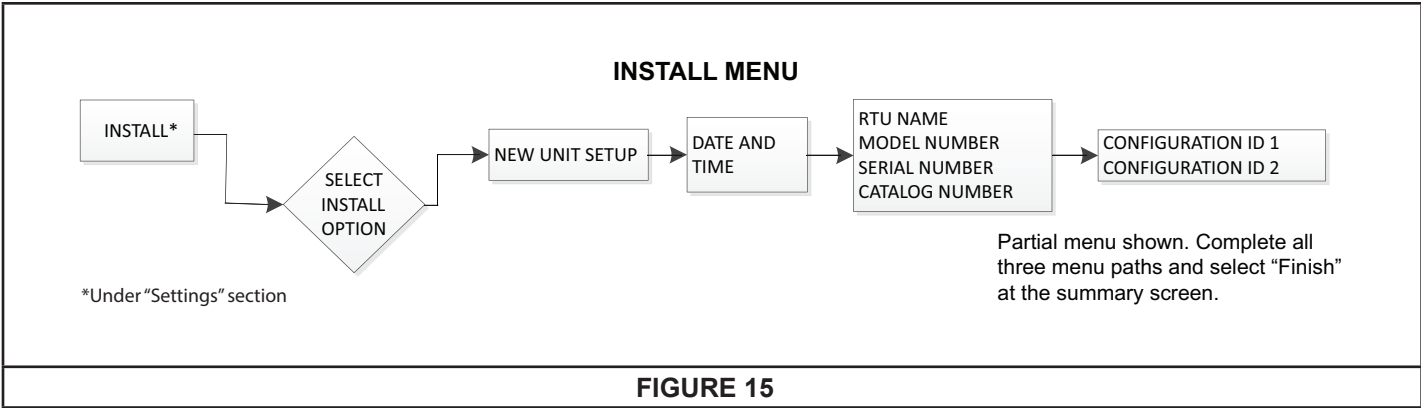 INSTALL MENU
INSTALL*
SELECT
INSTALL
OPTION
NEW UNIT SETUP
DATE AND
TIME
RTU NAME
MODEL NUMBER
SERIAL NUMBER
CATALOG NUMBER
CONFIGURATION ID 1
CONFIGURATION ID 2
Partial menu shown. Complete all
three menu paths and select “Finish”
at the summary screen.
*Under “Settings” section
FIGURE 15